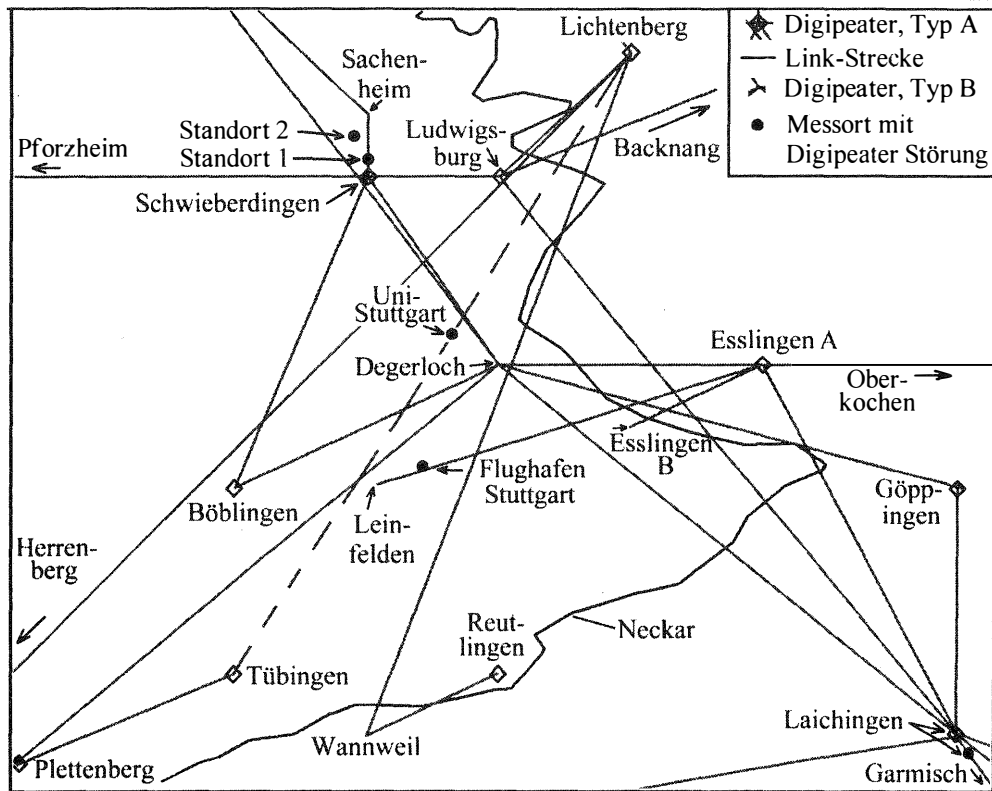 Lichtenberg
Digipeater, Typ A
Link-Strecke
Digipeater, Typ B
Messort mit
Digipeater Störung
Sachen-
heim
Standort 2
Standort 1
Pforzheim
Ludwigs-
burg
Backnang
Schwieberdingen
Uni-
Stuttgart
Degerloch
Esslingen A
Ober-
kochen
Esslingen
B
Flughafen
Stuttgart
Böblingen
Lein-
felden
Göpp-
ingen
Herren-
berg
Reut-
lingen
Neckar
Tübingen
Wannweil
Laichingen
Plettenberg
Garmisch